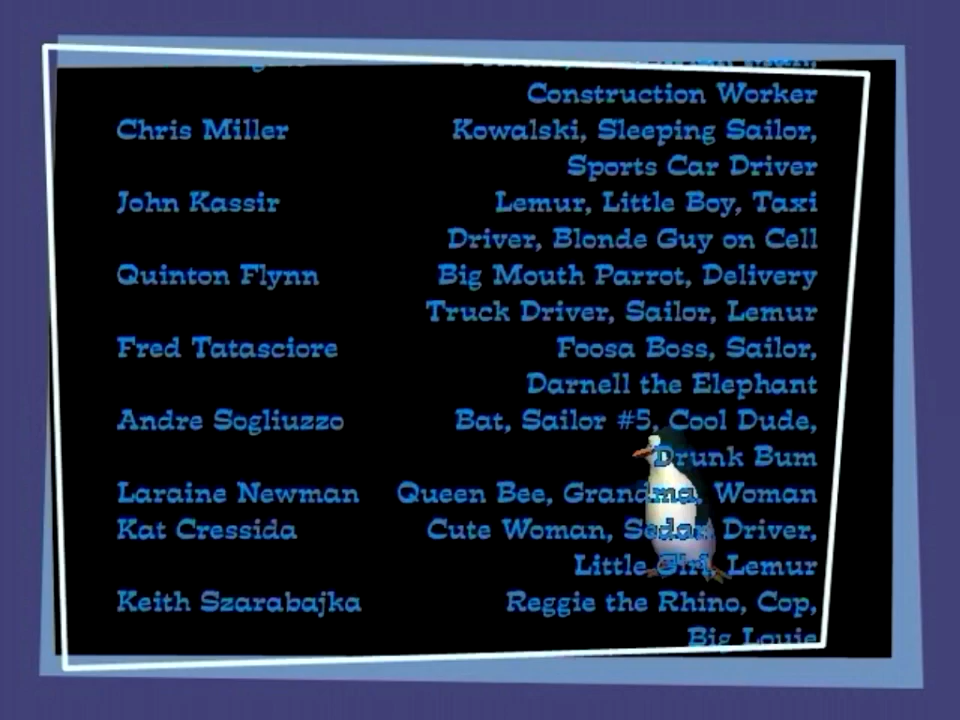 Construction Worker
Chris Miller Kowalski, Sleeping Sailor,
Sports Car Driver
John Kassir Lemur, Little Boy, Taxi
Driver, Blonde Guy on Cell
Quinton Flynn Big Mouth Parrot, Delivery
Truck Driver, Sailor, Lemur
Fred Tatasciore Foosa Boss, Sailor,
Darnell the Elephant
Andre Sogliuzzo Bat, Sailor #5, Cool Dude,
Drunk Bum
Laraine Newman Queen Bee, Grandma, Woman
Kat Cressida Cute Woman, Sedan Driver,
Little Girl, Lemur
Keith Szarabajka Reggie the Rhino, Cop,
Big Louie